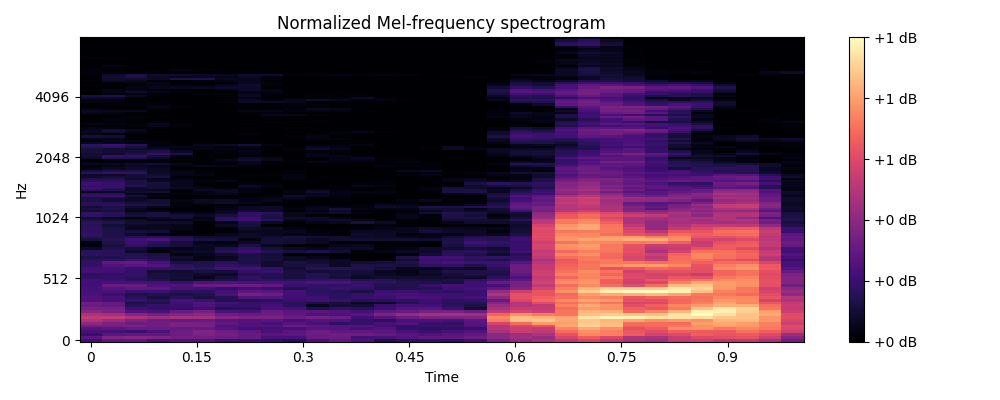 Normalized Mel-frequency spectrogram
Hz
4096
2048
1024
512
0
0 0.15 0.3 0.45 0.6 0.75 0.9
Time
+1 dB
+1 dB
+1 dB
+0 dB
+0 dB
+0 dB